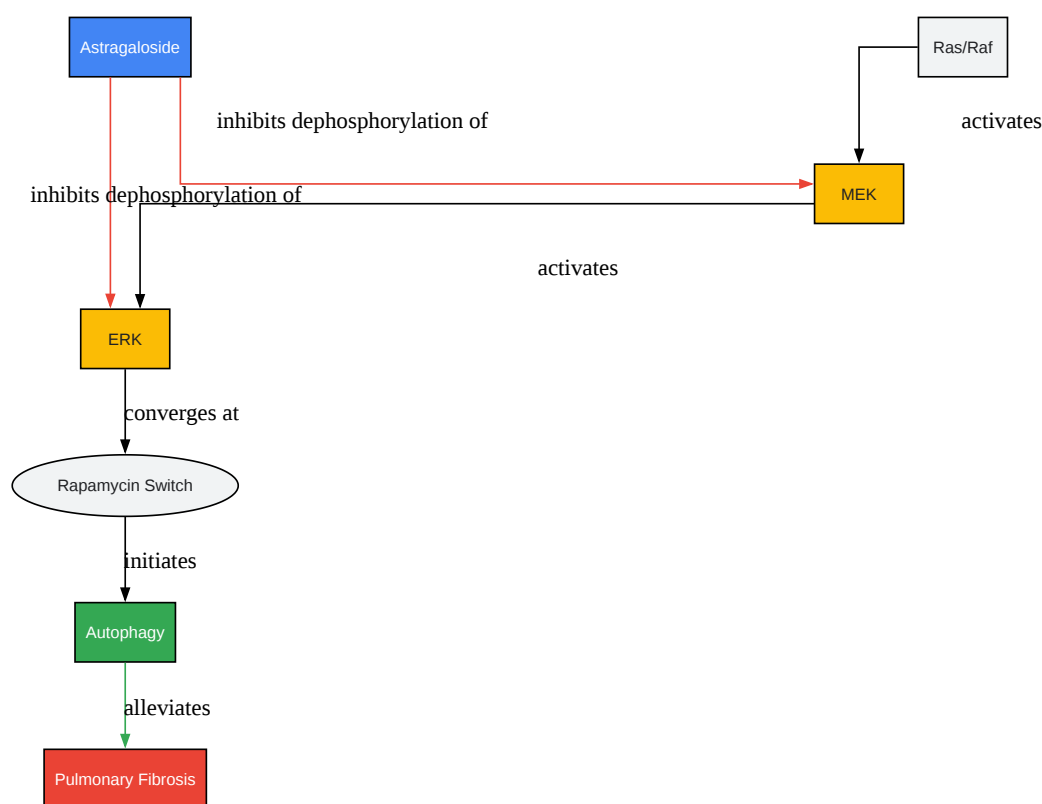 Astragaloside
Ras/Raf
inhibits dephosphorylation of
activates
inhibits dephosphorylation of
MEK
activates
ERK
converges at
Rapamycin Switch
initiates
Autophagy
alleviates
Pulmonary Fibrosis